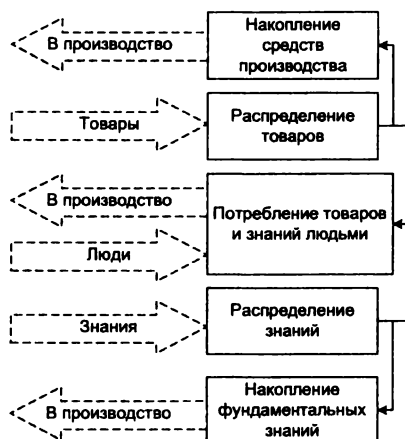 В производство
Накопление
средств
производства
Товары
Распределение
товаров
В производство
Потребление товаров
и знаний людьми
Люди
Знания
Распределение
знаний
В производство
Накопление
фундаментальных
знаний